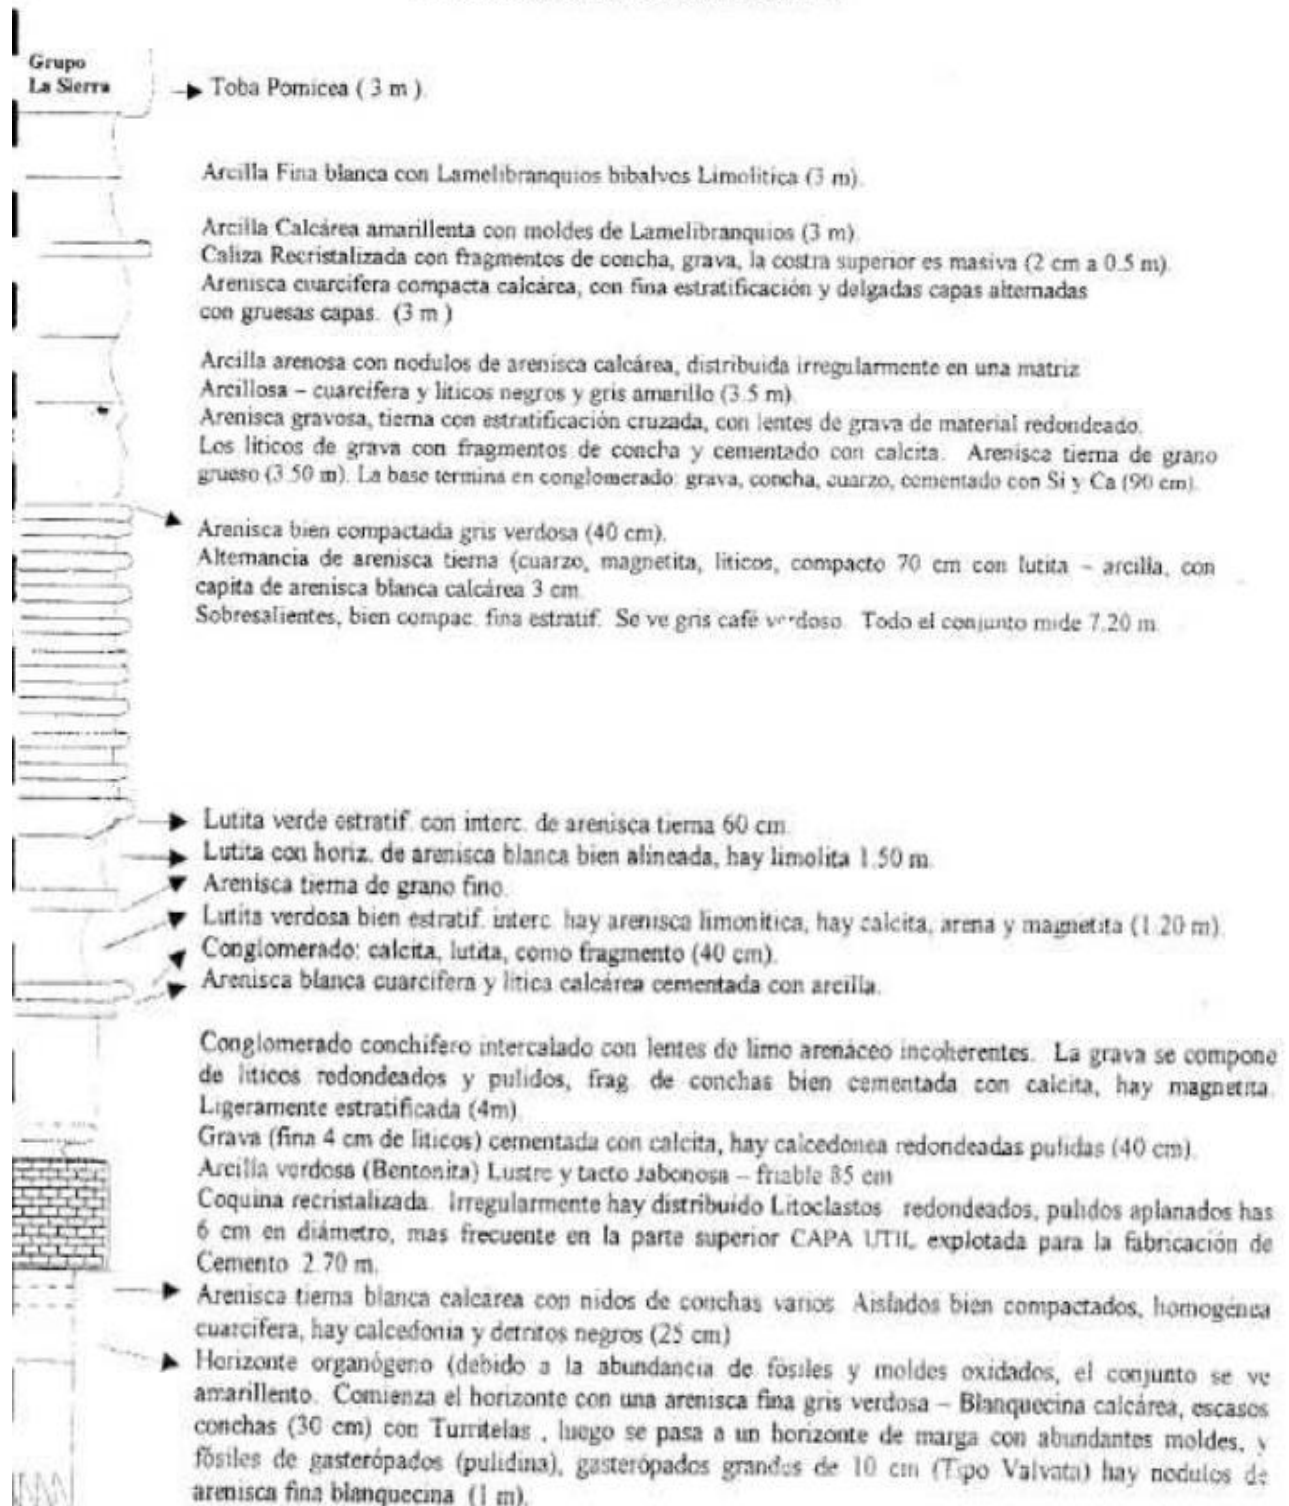 Grupo
La Sierra
Toba Pomicea ( 3 m ).
Arcilla Fina blanca con Lamelibranquios bibalvos Limolitica (3 m).
Arcilla Calcárea amarillenta con moldes de Lamelibranquios (3 m).
Caliza Recristalizada con fragmentos de concha, grava, la costra superior es masiva (2 cm a 0.5 m).
Arenisca cuarcifera compacta calcárea, con fina estratificación y delgadas capas alternadas
con gruesas capas. (3 m )
Arcilla arenosa con nodulos de arenisca calcárea, distribuida irregularmente en una matriz
Arcillosa – cuarcífera y liticos negros y gris amarillo (3.5 m).
Arenisca gravosa, tierna con estratificación cruzada, con lentes de grava de material redondeado.
Los líticos de grava con fragmentos de concha y cementado con calcita. Arenisca tierna de grano
grueso (3.50 m). La base termina en conglomerado: grava, concha, cuarzo, cementado con Si y Ca (90 cm).
Arenisca bien compactada gris verdosa (40 cm).
Alternancia de arenisca tierna (cuarzo, magnetita, líticos, compacto 70 cm con lutita – arcilla, con
capita de arenisca blanca calcárea 3 cm.
Sobresalientes, bien compac. fina estratif. Se ve gris café verdoso. Todo el conjunto mide 7.20 m.
Lutita verde estratif. con interc. de arenisca tierna 60 cm.
Lutita con horiz. de arenisca blanca bien alineada, hay limolita 1.50 m.
Arenisca tierna de grano fino.
Lutita verdosa bien estratif. interc. hay arenisca limonitica, hay calcita, arena y magnetita (1.20 m).
Conglomerado: calcita, lutita, como fragmento (40 cm).
Arenisca blanca cuarcifera y lítica calcárea cementada con arcilla.
Conglomerado conchífero intercalado con lentes de limo arenáceo incoherentes. La grava se compone
de líticos redondeados y pulidos, frag. de conchas bien cementada con calcita, hay magnetita.
Ligeramente estratificada (4m).
Grava (fina 4 cm de liticos) cementada con calcita, hay calcedonea redondeadas pulidas (40 cm).
Arcilla verdosa (Bentonita) Lustre y tacto Jabonosa – friable 85 cm
Coquina recristalizada. Irregularmente hay distribuido Litoclastos redondeados, pulidos aplanados has
6 cm en diámetro, mas frecuente en la parte superior CAPA UTIL explotada para la fabricación de
Cemento 2.70 m.
Arenisca tierna blanca calcarea con nidos de conchas varios Aislados bien compactados, homogénea
cuarcifera, hay calcedonia y detritos negros (25 cm)
Horizonte organógeno (debido a la abundancia de fósiles y moldes oxidados, el conjunto se ve
amarillento. Comienza el horizonte con una arenisca fina gris verdosa – Blanquecina calcárea, escasos
conchas (30 cm) con Turritelas , luego se pasa a un horizonte de marga con abundantes moldes, y
fósiles de gasterópados (pulidina), gasterópados grandes de 10 cm (Tipo Valvata) hay nodulos de
arenisca fina blanquecina (1 m).